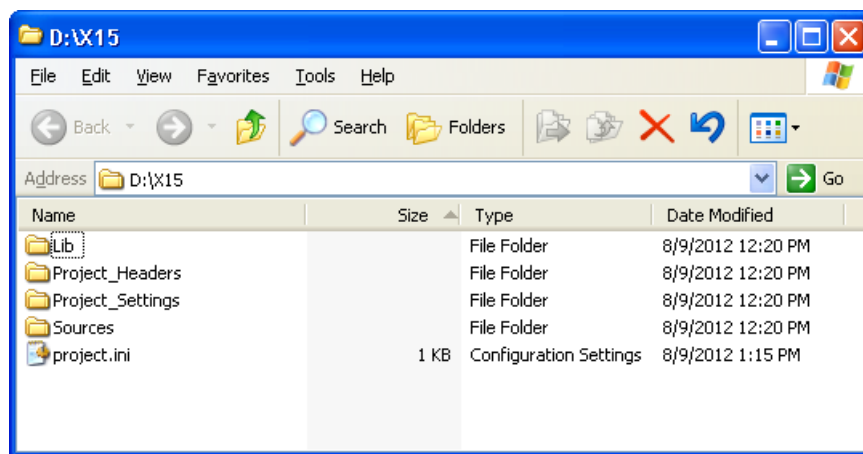 D:\X15
File Edit View Favorites Tools Help
Back Search Folders
Address D:\X15 Go
Name Size Type Date Modified
Lib File Folder 8/9/2012 12:20 PM
Project_Headers File Folder 8/9/2012 12:20 PM
Project_Settings File Folder 8/9/2012 12:20 PM
Sources File Folder 8/9/2012 12:20 PM
project.ini 1 KB Configuration Settings 8/9/2012 1:15 PM